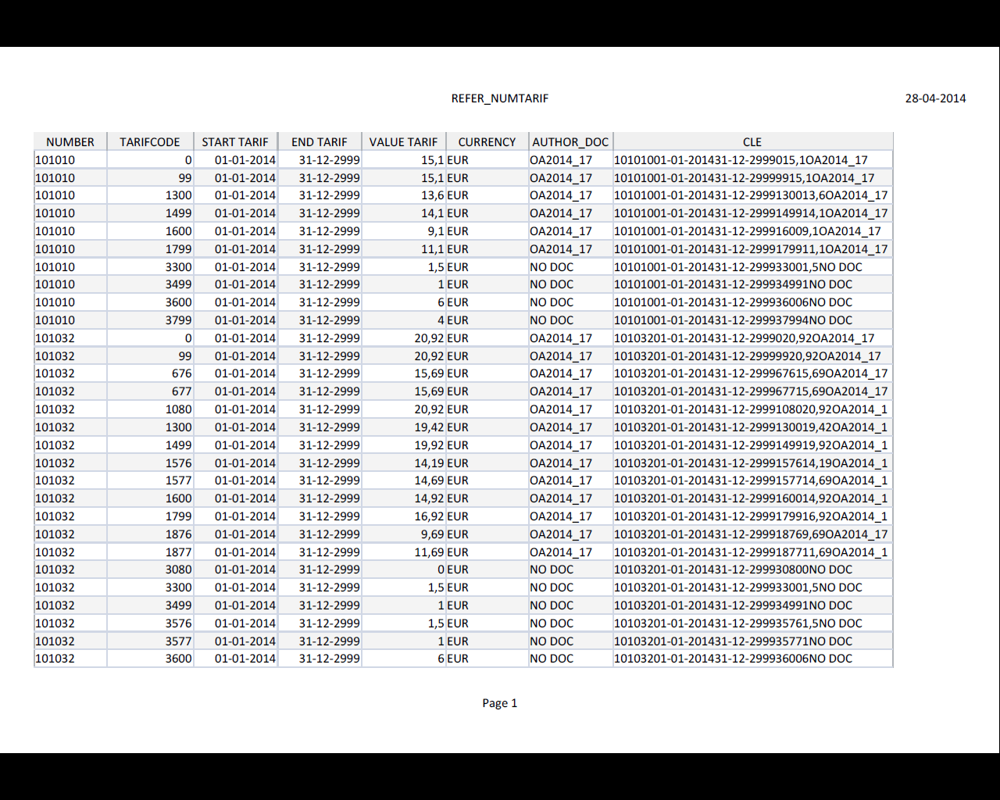 REFER_NUMTARIF 28-04-2014
NUMBER TARIFCODE START TARIF END TARIF VALUE TARIF CURRENCY AUTHOR_DOC CLE
101010 0 01-01-2014 31-12-2999 15,1 EUR OA2014_17 10101001-01-201431-12-2999015,1OA2014_17
101010 99 01-01-2014 31-12-2999 15,1 EUR OA2014_17 10101001-01-201431-12-29999915,1OA2014_17
101010 1300 01-01-2014 31-12-2999 13,6 EUR OA2014_17 10101001-01-201431-12-2999130013,6OA2014_17
101010 1499 01-01-2014 31-12-2999 14,1 EUR OA2014_17 10101001-01-201431-12-2999149914,1OA2014_17
101010 1600 01-01-2014 31-12-2999 9,1 EUR OA2014_17 10101001-01-201431-12-299916009,1OA2014_17
101010 1799 01-01-2014 31-12-2999 11,1 EUR OA2014_17 10101001-01-201431-12-2999179911,1OA2014_17
101010 3300 01-01-2014 31-12-2999 1,5 EUR NO DOC 10101001-01-201431-12-299933001,5NO DOC
101010 3499 01-01-2014 31-12-2999 1 EUR NO DOC 10101001-01-201431-12-299934991NO DOC
101010 3600 01-01-2014 31-12-2999 6 EUR NO DOC 10101001-01-201431-12-299936006NO DOC
101010 3799 01-01-2014 31-12-2999 4 EUR NO DOC 10101001-01-201431-12-299937994NO DOC
101032 0 01-01-2014 31-12-2999 20,92 EUR OA2014_17 10103201-01-201431-12-2999020,92OA2014_17
101032 99 01-01-2014 31-12-2999 20,92 EUR OA2014_17 10103201-01-201431-12-29999920,92OA2014_17
101032 676 01-01-2014 31-12-2999 15,69 EUR OA2014_17 10103201-01-201431-12-299967615,69OA2014_17
101032 677 01-01-2014 31-12-2999 15,69 EUR OA2014_17 10103201-01-201431-12-299967715,69OA2014_17
101032 1080 01-01-2014 31-12-2999 20,92 EUR OA2014_17 10103201-01-201431-12-2999108020,92OA2014_1
101032 1300 01-01-2014 31-12-2999 19,42 EUR OA2014_17 10103201-01-201431-12-2999130019,42OA2014_1
101032 1499 01-01-2014 31-12-2999 19,92 EUR OA2014_17 10103201-01-201431-12-2999149919,92OA2014_1
101032 1576 01-01-2014 31-12-2999 14,19 EUR OA2014_17 10103201-01-201431-12-2999157614,19OA2014_1
101032 1577 01-01-2014 31-12-2999 14,69 EUR OA2014_17 10103201-01-201431-12-2999157714,69OA2014_1
101032 1600 01-01-2014 31-12-2999 14,92 EUR OA2014_17 10103201-01-201431-12-2999160014,92OA2014_1
101032 1799 01-01-2014 31-12-2999 16,92 EUR OA2014_17 10103201-01-201431-12-2999179916,92OA2014_1
101032 1876 01-01-2014 31-12-2999 9,69 EUR OA2014_17 10103201-01-201431-12-299918769,69OA2014_17
101032 1877 01-01-2014 31-12-2999 11,69 EUR OA2014_17 10103201-01-201431-12-2999187711,69OA2014_1
101032 3080 01-01-2014 31-12-2999 0 EUR NO DOC 10103201-01-201431-12-299930800NO DOC
101032 3300 01-01-2014 31-12-2999 1,5 EUR NO DOC 10103201-01-201431-12-299933001,5NO DOC
101032 3499 01-01-2014 31-12-2999 1 EUR NO DOC 10103201-01-201431-12-299934991NO DOC
101032 3576 01-01-2014 31-12-2999 1,5 EUR NO DOC 10103201-01-201431-12-299935761,5NO DOC
101032 3577 01-01-2014 31-12-2999 1 EUR NO DOC 10103201-01-201431-12-299935771NO DOC
101032 3600 01-01-2014 31-12-2999 6 EUR NO DOC 10103201-01-201431-12-299936006NO DOC
Page 1